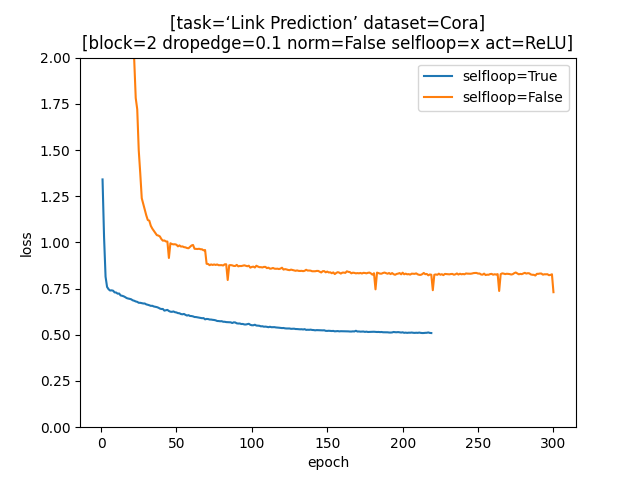 [task=‘Link Prediction’ dataset=Cora]
[block=2 dropedge=0.1 norm=False selfloop=x act=ReLU]
selfloop=True
selfloop=False
loss
2.00
1.75
1.50
1.25
1.00
0.75
0.50
0.25
0.00
0 50 100 150 200 250 300
epoch